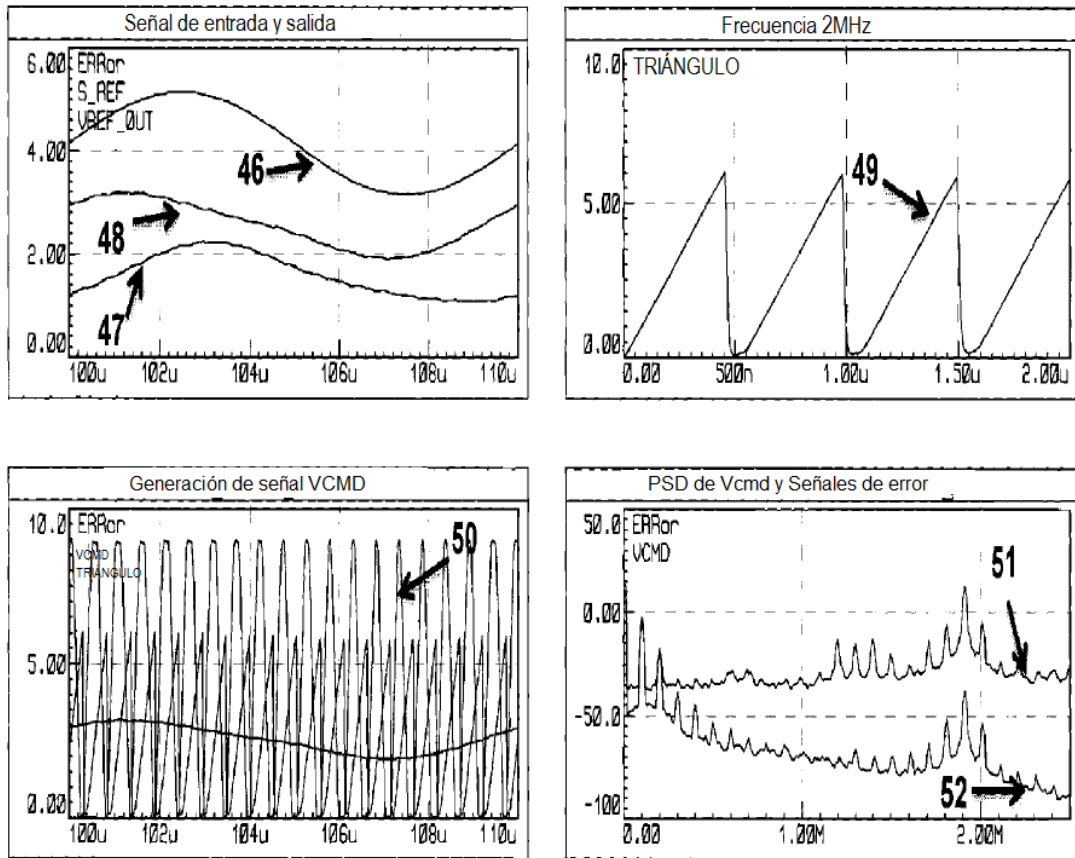 Señal de entrada y salida
6.00
ERRor
S_REF
VREF_OUT
4.00
46
48
2.00
47
0.00
100u 102u 104u 106u 108u 110u
Frecuencia 2MHz
10.0
TRIÁNGULO
49
5.00
0.00
0.00 500n 1.00u 1.50u 2.00u
Generación de señal VCMD
10.0
ERRor
VCMD
TRIANGULO
50
5.00
0.00
100u 102u 104u 106u 108u 110u
PSD de Vcmd y Señales de error
50.0
ERRor
VCMD
51
0.00
-50.0
52
-100
0.00 1.00M 2.00M